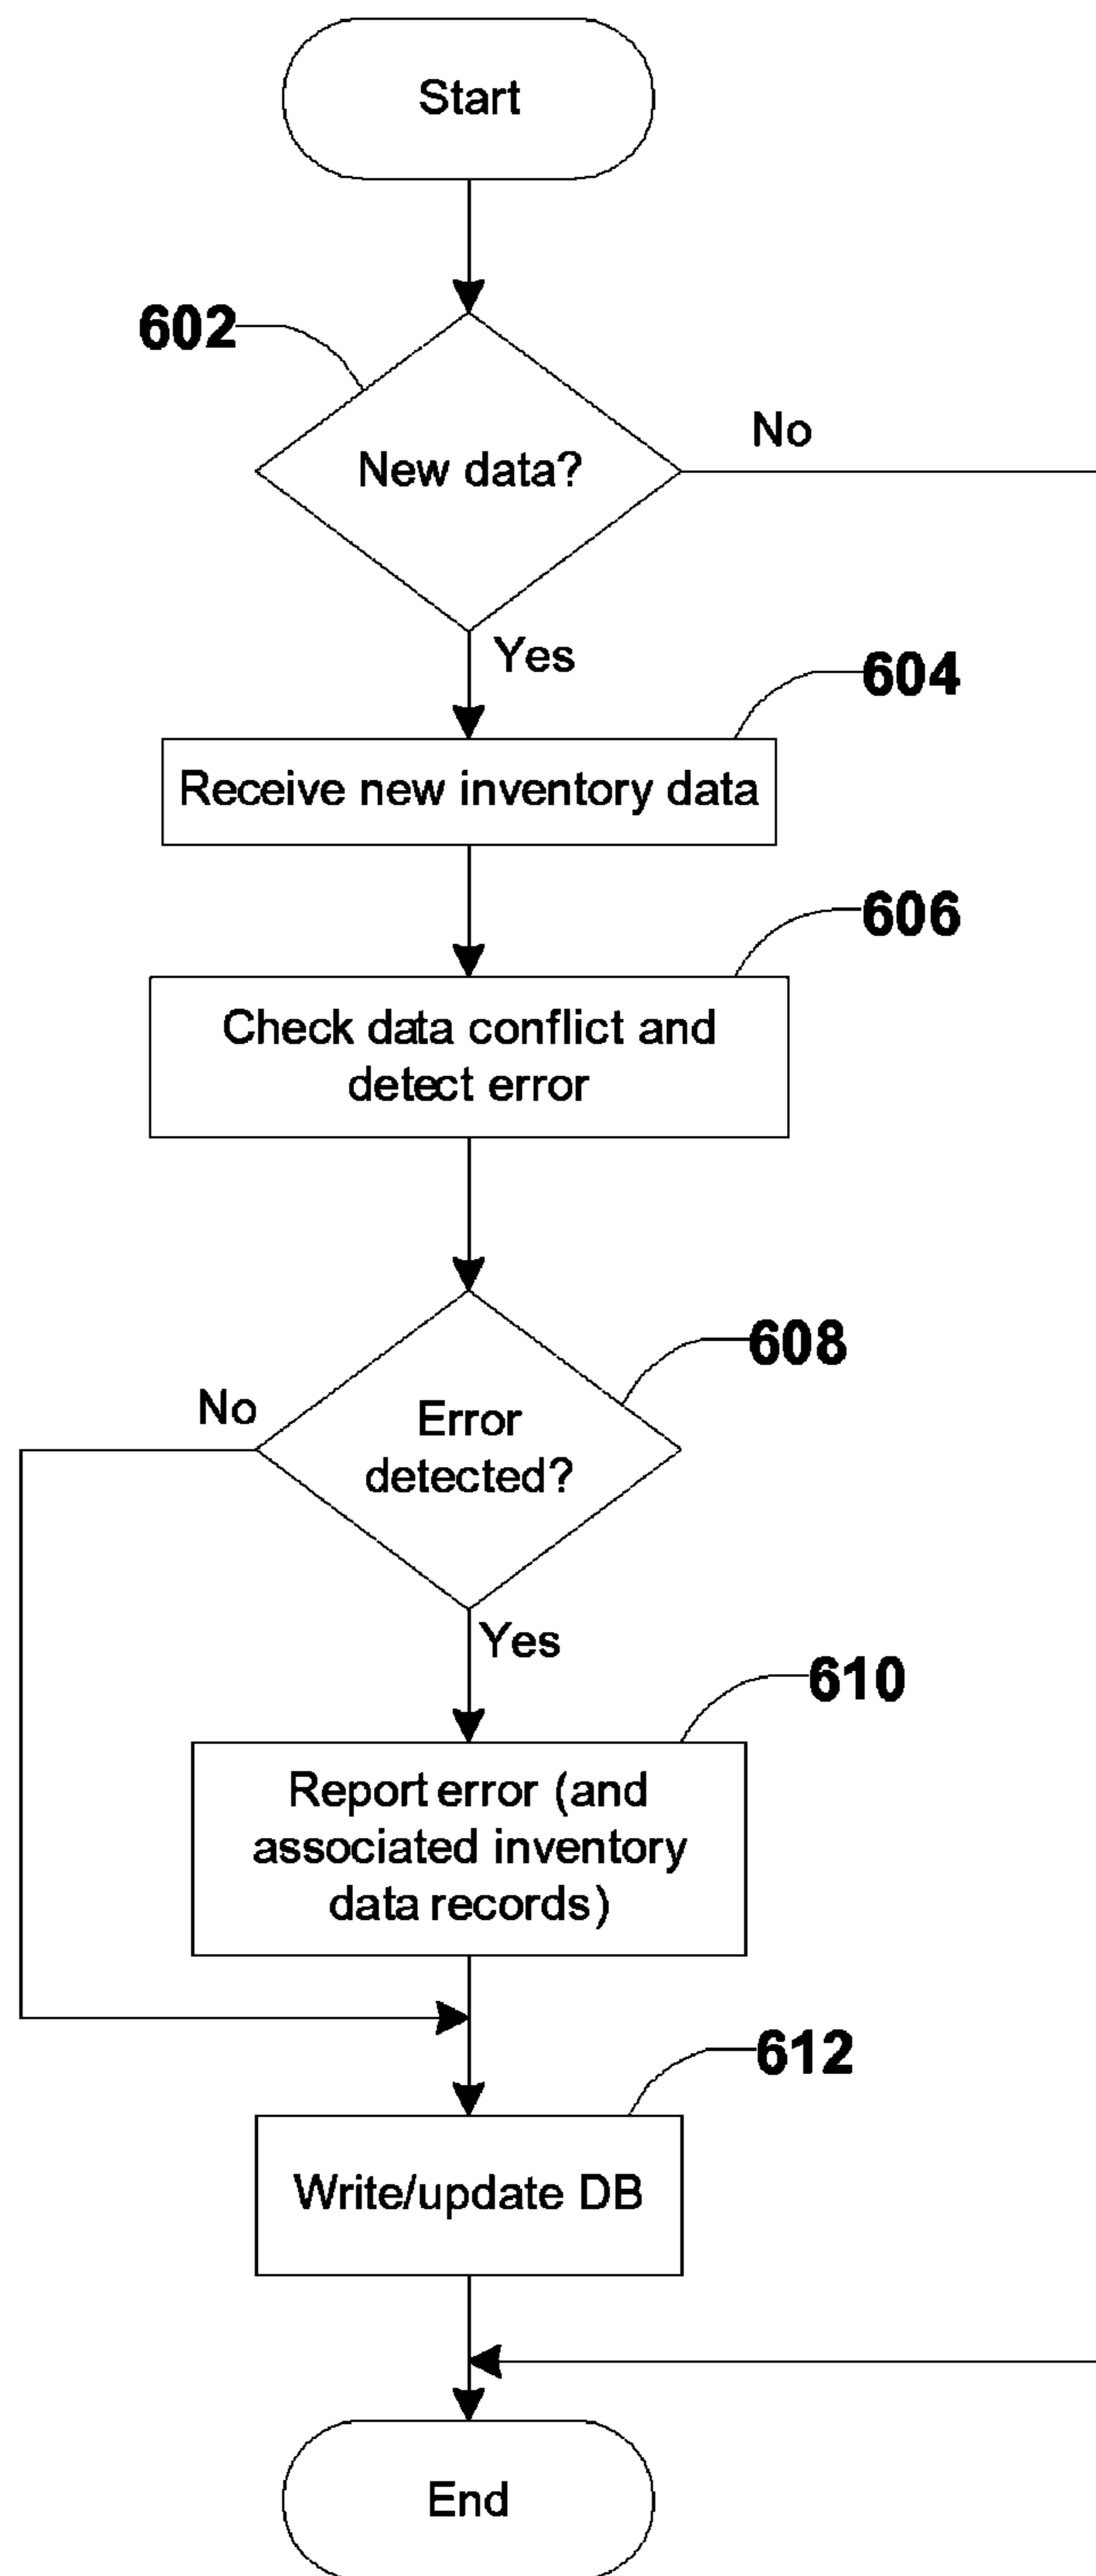 Start
602
New data?
No
Yes
604
Receive new inventory data
606
Check data conflict and
detect error
608
No
Error
detected?
Yes
610
Report error (and
associated inventory
data records)
612
Write/update DB
End